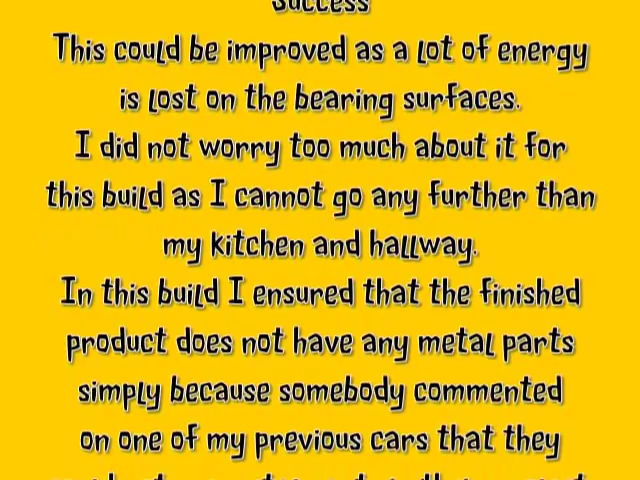 Success
This could be improved as a lot of energy
is lost on the bearing surfaces.
I did not worry too much about it for
this build as I cannot go any further than
my kitchen and hallway.
In this build I ensured that the finished
product does not have any metal parts
simply because somebody commented
on one of my previous cars that they